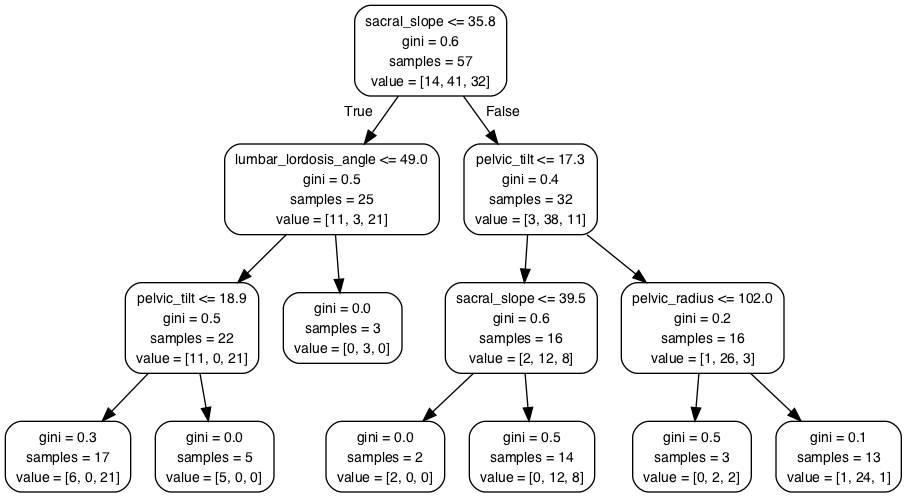 sacral_slope <= 35.8
gini = 0.6
samples = 57
value = [14, 41, 32]
True
False
lumbar_lordosis_angle <= 49.0
gini = 0.5
samples = 25
value = [11, 3, 21]
pelvic_tilt <= 17.3
gini = 0.4
samples = 32
value = [3, 38, 11]
pelvic_tilt <= 18.9
gini = 0.5
samples = 22
value = [11, 0, 21]
gini = 0.0
samples = 3
value = [0, 3, 0]
sacral_slope <= 39.5
gini = 0.6
samples = 16
value = [2, 12, 8]
pelvic_radius <= 102.0
gini = 0.2
samples = 16
value = [1, 26, 3]
gini = 0.3
samples = 17
value = [6, 0, 21]
gini = 0.0
samples = 5
value = [5, 0, 0]
gini = 0.0
samples = 2
value = [2, 0, 0]
gini = 0.5
samples = 14
value = [0, 12, 8]
gini = 0.5
samples = 3
value = [0, 2, 2]
gini = 0.1
samples = 13
value = [1, 24, 1]